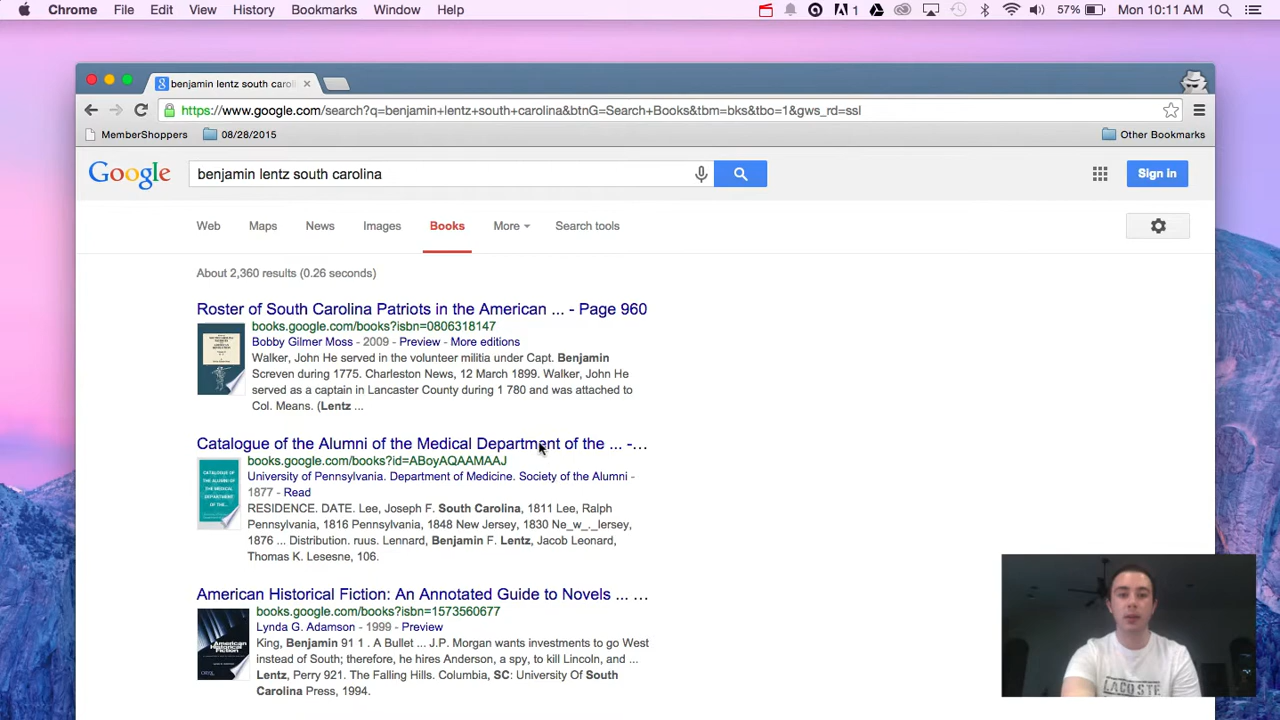 Chrome File Edit View History Bookmarks Window Help 1 57% Mon 10:11 AM
benjamin lentz south caroli
https://www.google.com/search?q=benjamin+lentz+south+carolina&btnG=Search+Books&tbm=bks&tbo=1&gws_rd=ssl
MemberShoppers 08/28/2015 Other Bookmarks
Google benjamin lentz south carolina Sign in
Web Maps News Images Books More Search tools
About 2,360 results (0.26 seconds)
Roster of South Carolina Patriots in the American ... - Page 960
books.google.com/books?isbn=0806318147
Bobby Gilmer Moss - 2009 - Preview - More editions
Walker, John He served in the volunteer militia under Capt. Benjamin
Screven during 1775. Charleston News, 12 March 1899. Walker, John He
served as a captain in Lancaster County during 1 780 and was attached to
Col. Means. (Lentz ...
Catalogue of the Alumni of the Medical Department of the ... -...
books.google.com/books?id=ABoyAQAAMAAJ
University of Pennsylvania. Department of Medicine. Society of the Alumni -
1877 - Read
RESIDENCE. DATE. Lee, Joseph F. South Carolina, 1811 Lee, Ralph
Pennsylvania, 1816 Pennsylvania, 1848 New Jersey, 1830 Ne_w_._lersey,
1876 ... Distribution. ruus. Lennard, Benjamin F. Lentz, Jacob Leonard,
Thomas K. Lesesne, 106.
American Historical Fiction: An Annotated Guide to Novels ... ...
books.google.com/books?isbn=1573560677
Lynda G. Adamson - 1999 - Preview
King, Benjamin 91 1 . A Bullet ... J.P. Morgan wants investments to go West
instead of South; therefore, he hires Anderson, a spy, to kill Lincoln, and ...
Lentz, Perry 921. The Falling Hills. Columbia, SC: University Of South
Carolina Press, 1994.
LACOSTE